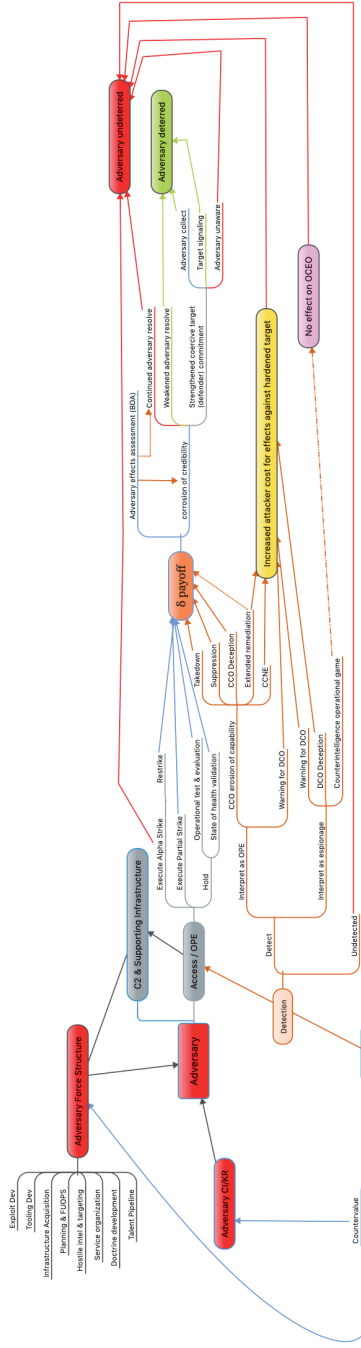 Exploit Dev
Tooling Dev
Infrastructure Acquisition
Planning & FUOPS
Hostile intel & targeting
Service organization
Doctrine development
Talent Pipeline
Adversary Force Structure
Adversary CI/KR
Countervalue
Adversary
C2 & Supporting Infrastructure
Access / OPE
Detection
Execute Alpha Strike
Restrike
Execute Partial Strike
Operational test & evaluation
Hold
State of health validation
Detect
Undetected
Interpret as OPE
Interpret as espionage
CCO erosion of capability
Warning for DCO
Takedown
Suppression
CCO Deception
Extended remediation
CCNE
Warning for DCO
DCO Deception
Counterintelligence operational game
δ payoff
Adversary effects assessment (BDA)
corrosion of credibility
Continued adversary resolve
Weakened adversary resolve
Strengthened coercive target
(defender) commitment
Adversary collect
Target signaling
Adversary unaware
Adversary undeterred
Adversary deterred
Increased attacker cost for effects against hardened target
No effect on OCEO